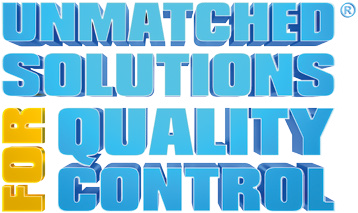 UNMATCHED®
SOLUTIONS
FOR
QUALITY
CONTROL